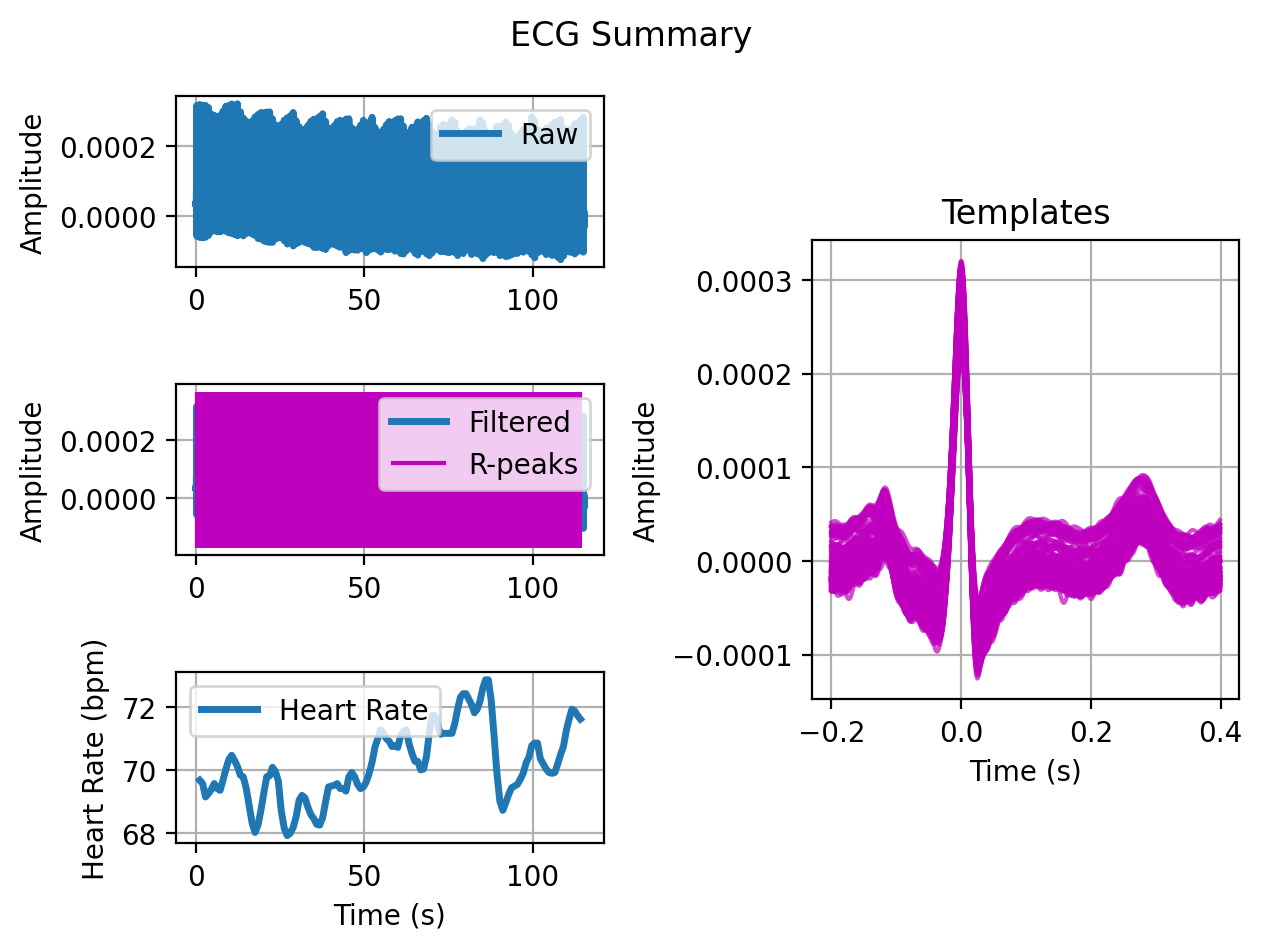 ECG Summary
Amplitude
0.0002
0.0000
Raw
0
50
100
Amplitude
0.0002
0.0000
Filtered
R-peaks
0
50
100
Heart Rate (bpm)
72
70
68
Heart Rate
0
50
100
Time (s)
Templates
Amplitude
0.0003
0.0002
0.0001
0.0000
−0.0001
−0.2
0.0
0.2
0.4
Time (s)